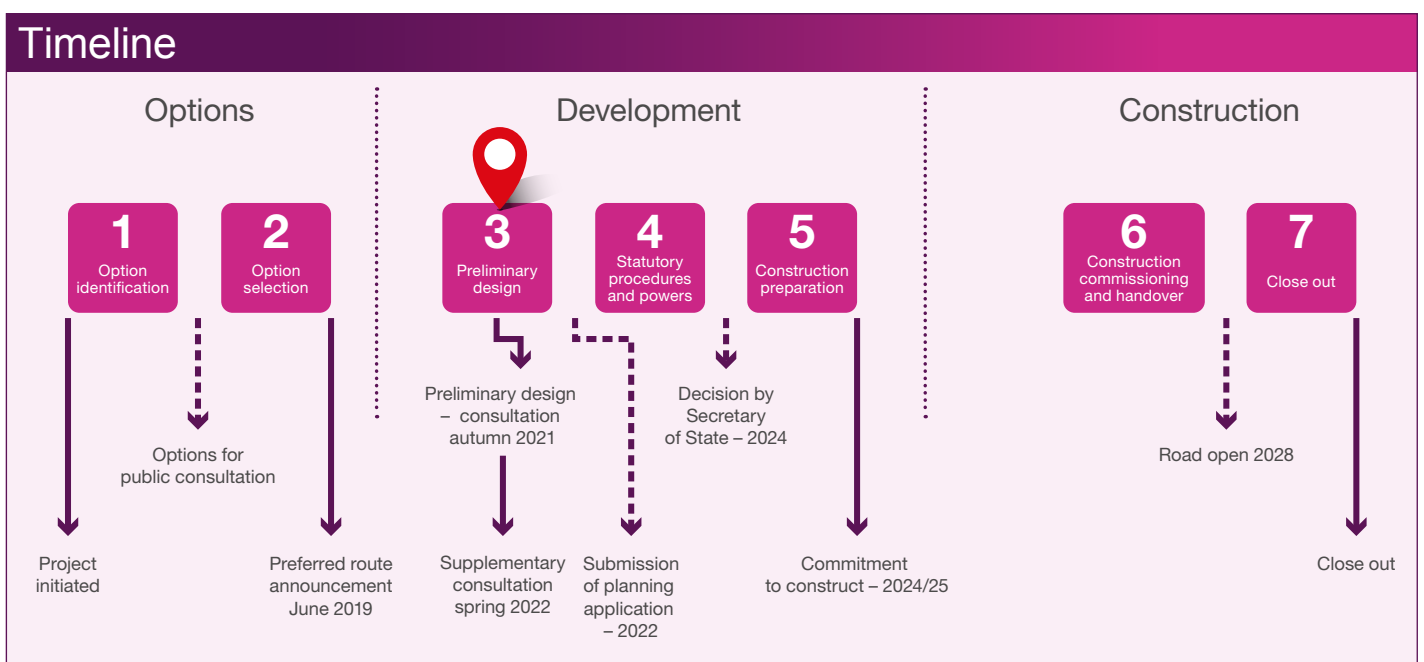 Timeline
Options
Development
Construction
1
Option
identification
2
Option
selection
3
Preliminary
design
4
Statutory
procedures
and powers
5
Construction
preparation
6
Construction
commissioning
and handover
7
Close out
Project
initiated
Options for
public consultation
Preferred route
announcement
June 2019
Preliminary design
– consultation
autumn 2021
Supplementary
consultation
spring 2022
Submission
of planning
application
– 2022
Decision by
Secretary
of State – 2024
Commitment
to construct – 2024/25
Road open 2028
Close out